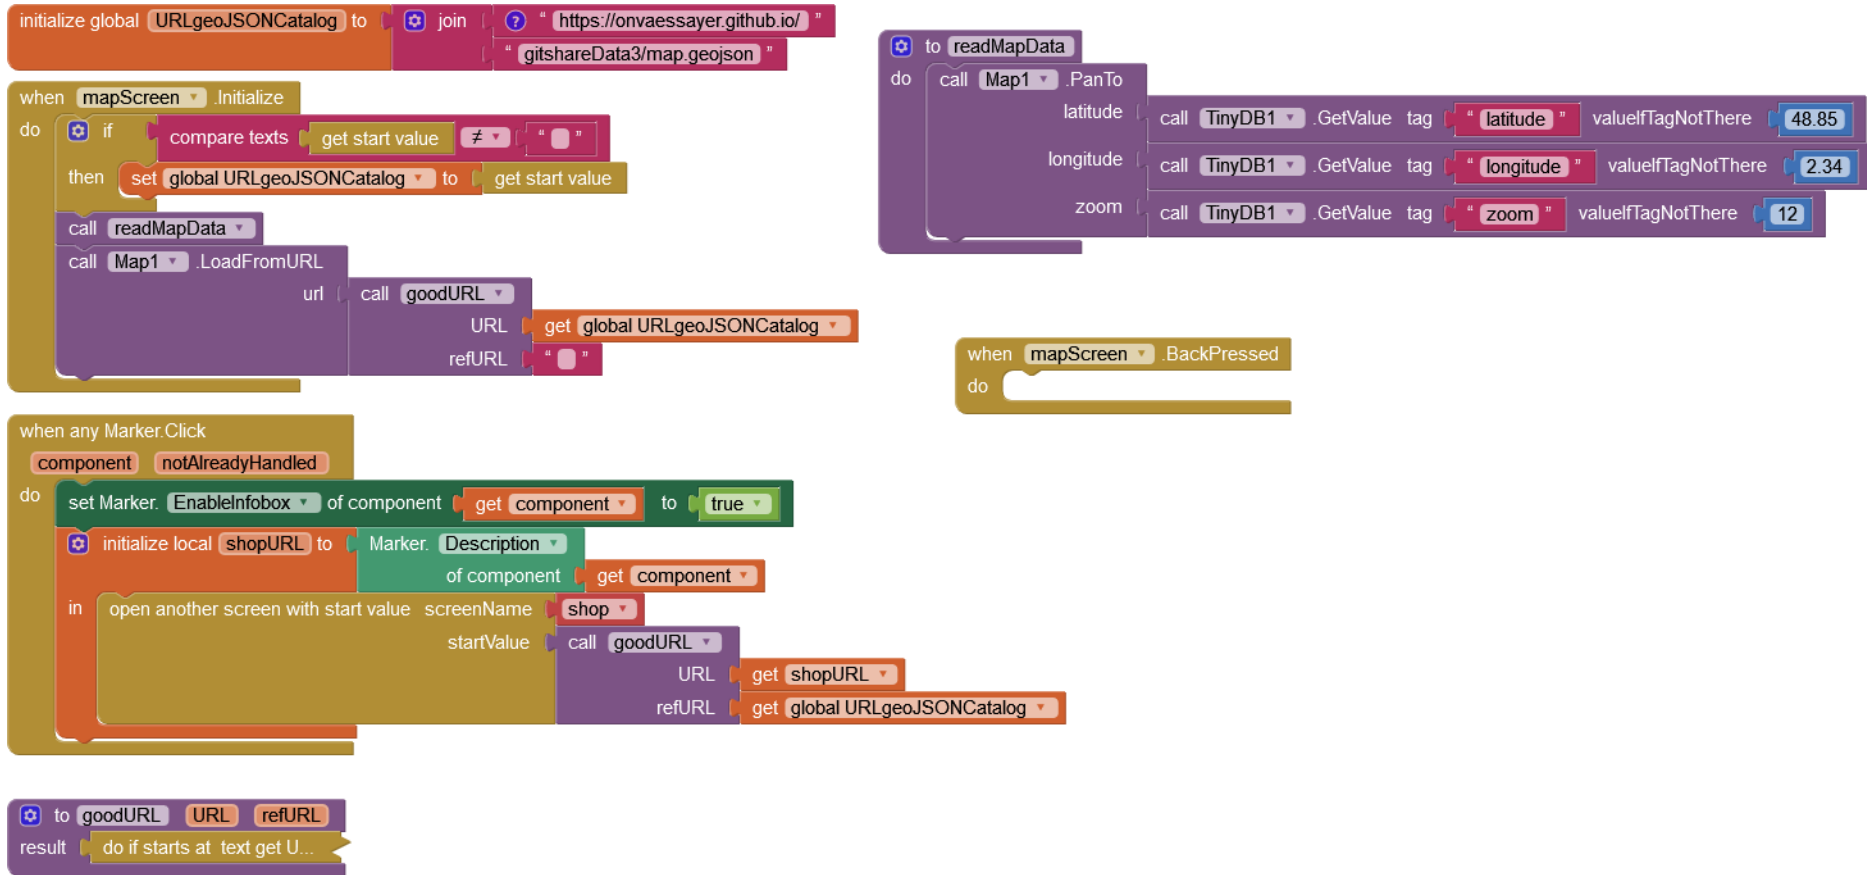 initialize global URLgeoJSONCatalog to join ? " https://onvaessayer.github.io/ "
" gitshareData3/map.geojson "
when mapScreen .Initialize
do if compare texts get start value ≠ " "
then set global URLgeoJSONCatalog to get start value
call readMapData
call Map1 .LoadFromURL
url call goodURL
URL get global URLgeoJSONCatalog
refURL " "
when any Marker.Click
component notAlreadyHandled
do set Marker. EnableInfobox of component get component to true
initialize local shopURL to Marker. Description
of component get component
in open another screen with start value screenName shop
startValue call goodURL
URL get shopURL
refURL get global URLgeoJSONCatalog
to goodURL URL refURL
result do if starts at text get U...
to readMapData
do call Map1 .PanTo
latitude call TinyDB1 .GetValue tag " latitude " valueIfTagNotThere 48.85
longitude call TinyDB1 .GetValue tag " longitude " valueIfTagNotThere 2.34
zoom call TinyDB1 .GetValue tag " zoom " valueIfTagNotThere 12
when mapScreen .BackPressed
do